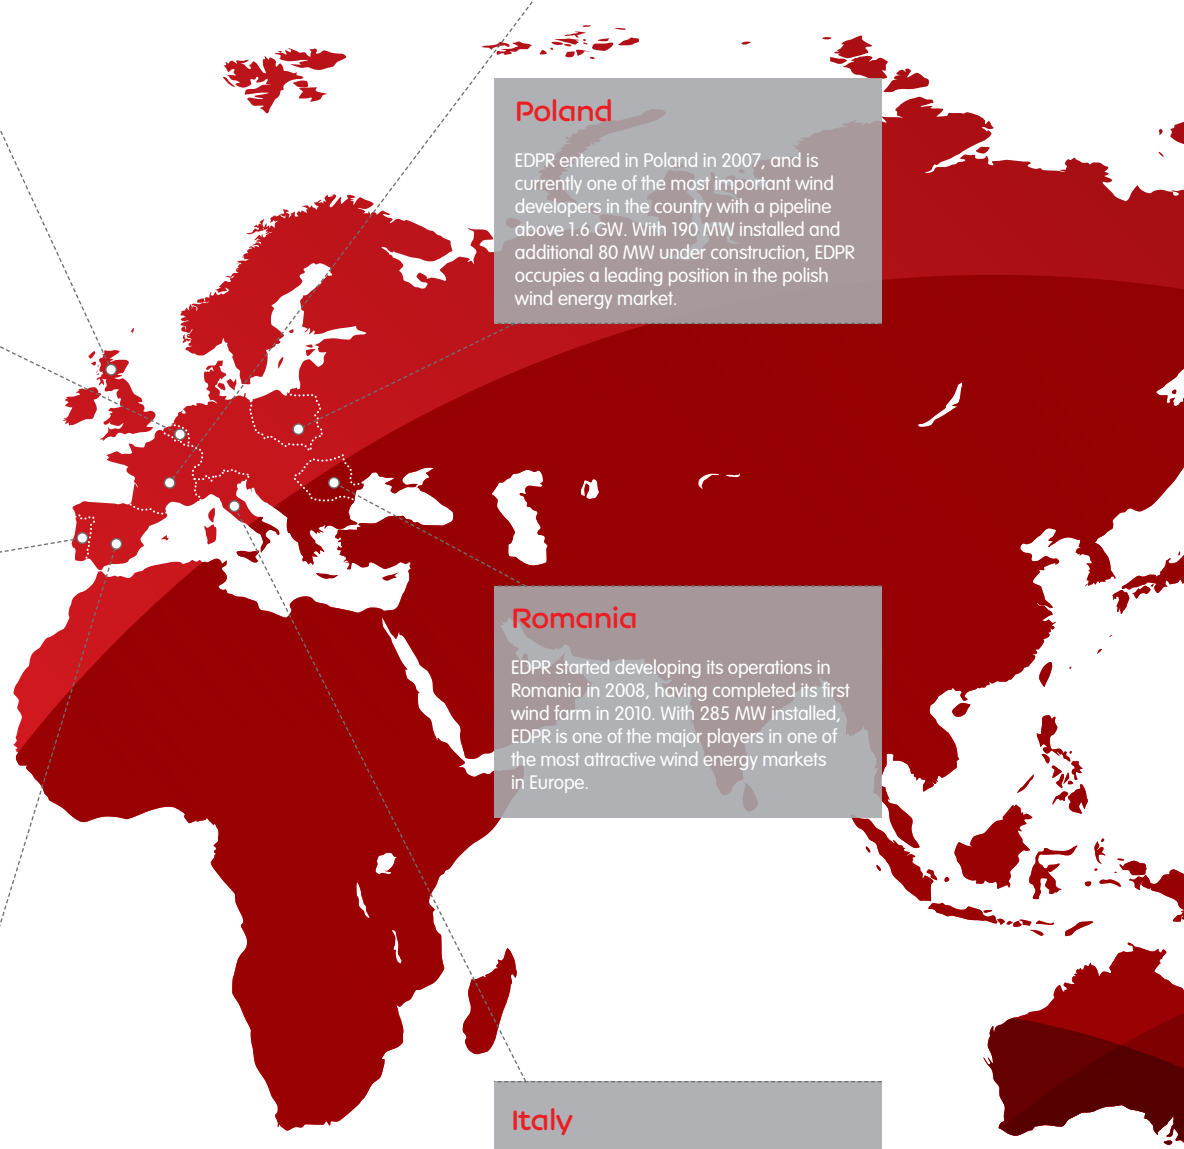 Poland
EDPR entered in Poland in 2007, and is
currently one of the most important wind
developers in the country with a pipeline
above 1.6 GW. With 190 MW installed and
additional 80 MW under construction, EDPR
occupies a leading position in the polish
wind energy market.
Romania
EDPR started developing its operations in
Romania in 2008, having completed its first
wind farm in 2010. With 285 MW installed,
EDPR is one of the major players in one of
the most attractive wind energy markets
in Europe.
Italy